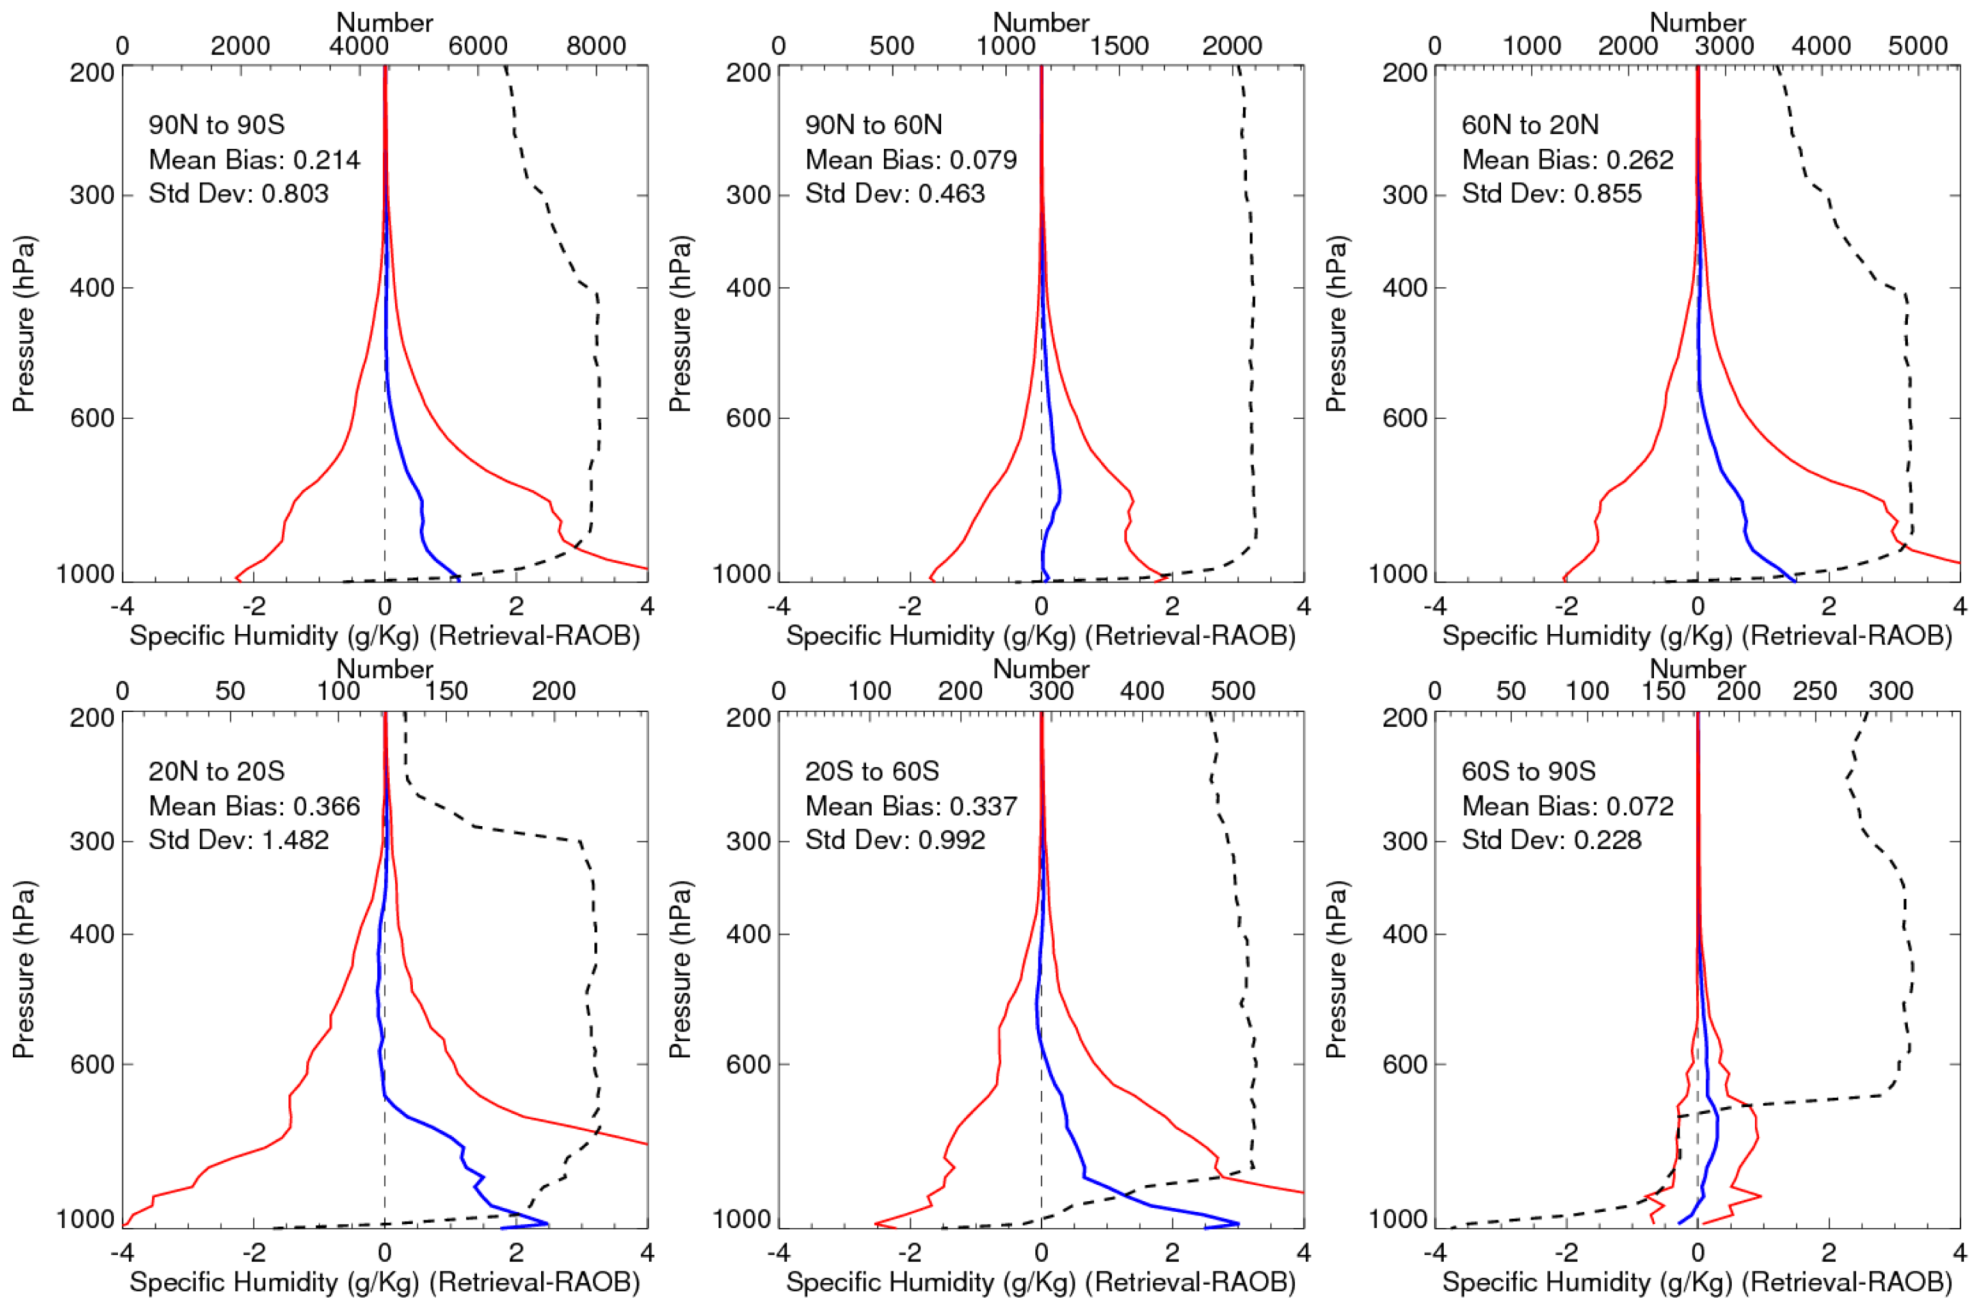 Number
0 2000 4000 6000 8000
200
300
400
600
1000
Pressure (hPa)
90N to 90S
Mean Bias: 0.214
Std Dev: 0.803
-4 -2 0 2 4
Specific Humidity (g/Kg) (Retrieval-RAOB)
Number
0 500 1000 1500 2000
200
300
400
600
1000
Pressure (hPa)
90N to 60N
Mean Bias: 0.079
Std Dev: 0.463
-4 -2 0 2 4
Specific Humidity (g/Kg) (Retrieval-RAOB)
Number
0 1000 2000 3000 4000 5000
200
300
400
600
1000
Pressure (hPa)
60N to 20N
Mean Bias: 0.262
Std Dev: 0.855
-4 -2 0 2 4
Specific Humidity (g/Kg) (Retrieval-RAOB)
Number
0 50 100 150 200
200
300
400
600
1000
Pressure (hPa)
20N to 20S
Mean Bias: 0.366
Std Dev: 1.482
-4 -2 0 2 4
Specific Humidity (g/Kg) (Retrieval-RAOB)
Number
0 100 200 300 400 500
200
300
400
600
1000
Pressure (hPa)
20S to 60S
Mean Bias: 0.337
Std Dev: 0.992
-4 -2 0 2 4
Specific Humidity (g/Kg) (Retrieval-RAOB)
Number
0 50 100 150 200 250 300
200
300
400
600
1000
Pressure (hPa)
60S to 90S
Mean Bias: 0.072
Std Dev: 0.228
-4 -2 0 2 4
Specific Humidity (g/Kg) (Retrieval-RAOB)